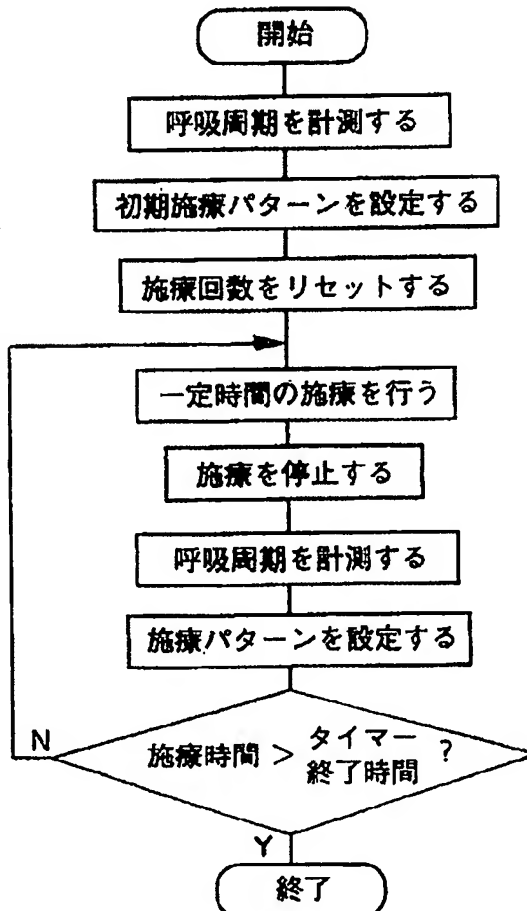 開始
呼吸周期を計測する
初期施療パターンを設定する
施療回数をリセットする
一定時間の施療を行う
施療を停止する
呼吸周期を計測する
施療パターンを設定する
N
施療時間 > タイマー終了時間 ?
Y
終了